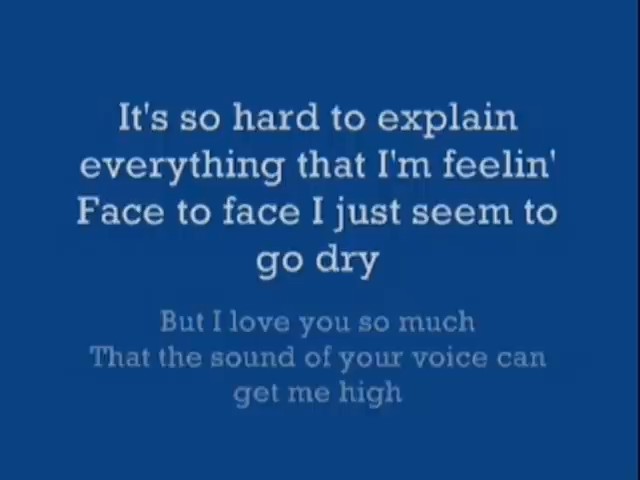 It's so hard to explain
everything that I'm feelin'
Face to face I just seem to
go dry
But I love you so much
That the sound of your voice can
get me high